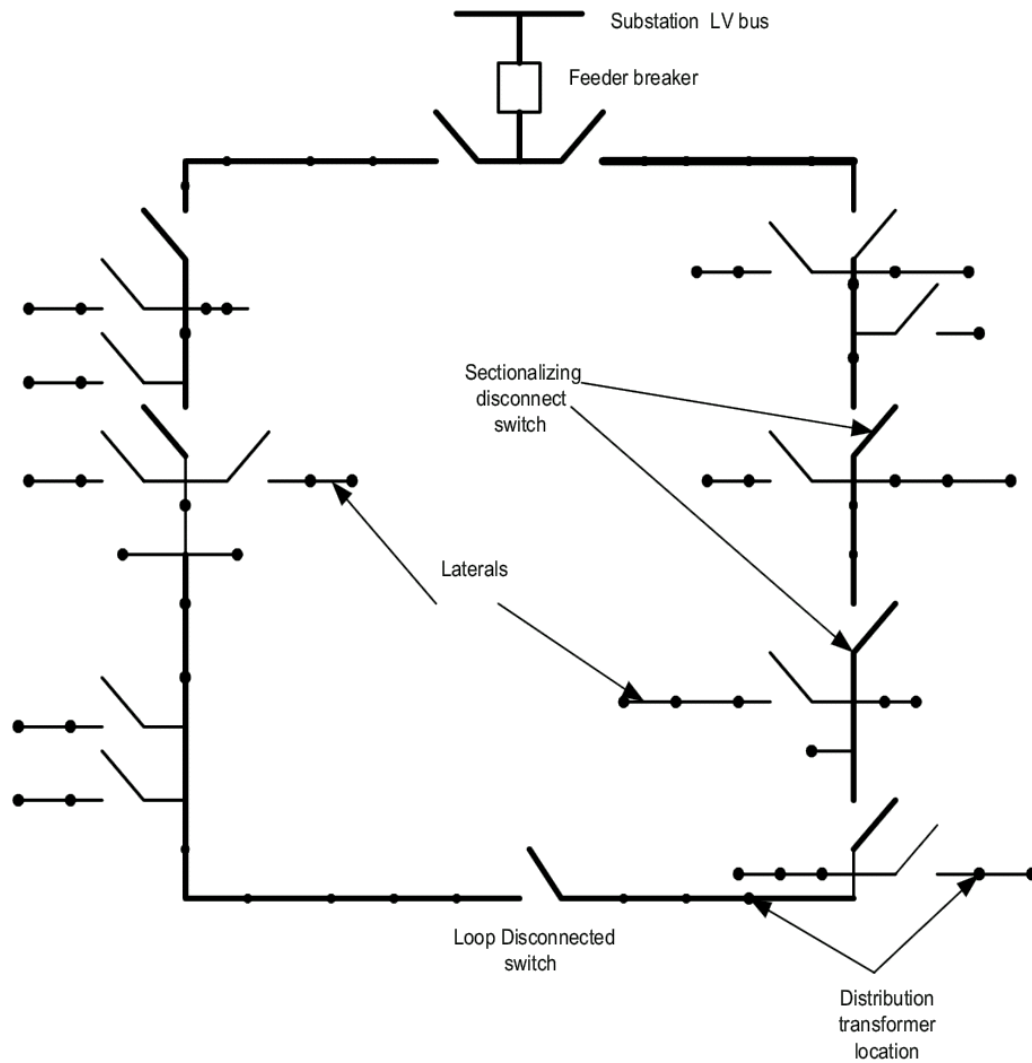 Substation LV bus
Feeder breaker
Sectionalizing
disconnect
switch
Laterals
Loop Disconnected
switch
Distribution
transformer
location